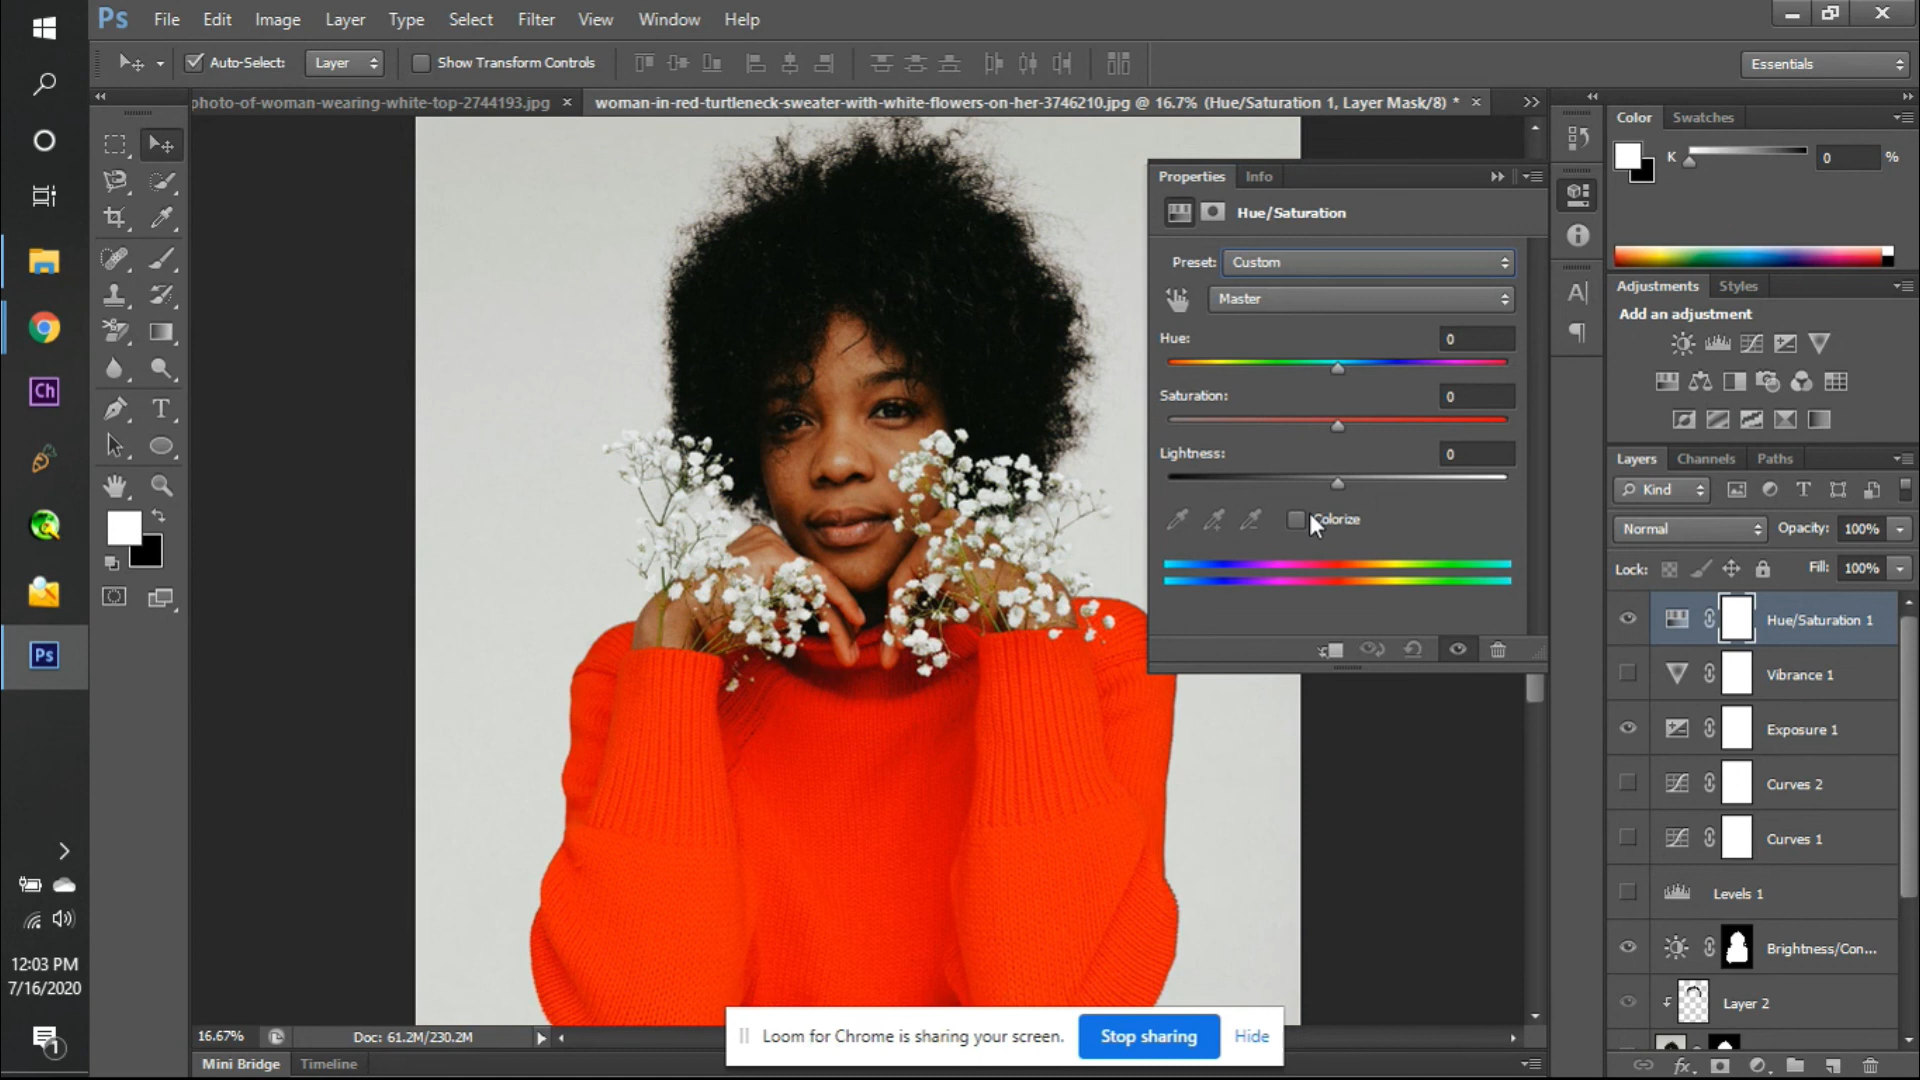 Ps File Edit Image Layer Type Select Filter View Window Help
Auto-Select: Layer Show Transform Controls Essentials
photo-of-woman-wearing-white-top-2744193.jpg × woman-in-red-turtleneck-sweater-with-white-flowers-on-her-3746210.jpg @ 16.7% (Hue/Saturation 1, Layer Mask/8) * ×
Color Swatches
K 0 %
Properties Info
Hue/Saturation
Preset: Custom
Master
Hue: 0
Saturation: 0
Lightness: 0
Colorize
Adjustments Styles
Add an adjustment
Layers Channels Paths
Kind
Normal Opacity: 100%
Lock: Fill: 100%
Hue/Saturation 1
Vibrance 1
Exposure 1
Curves 2
Curves 1
Levels 1
Brightness/Con...
Layer 2
fx
Ch
Ps
T
A
12:03 PM
7/16/2020
1
16.67% Doc: 61.2M/230.2M
Loom for Chrome is sharing your screen. Stop sharing Hide
Mini Bridge Timeline